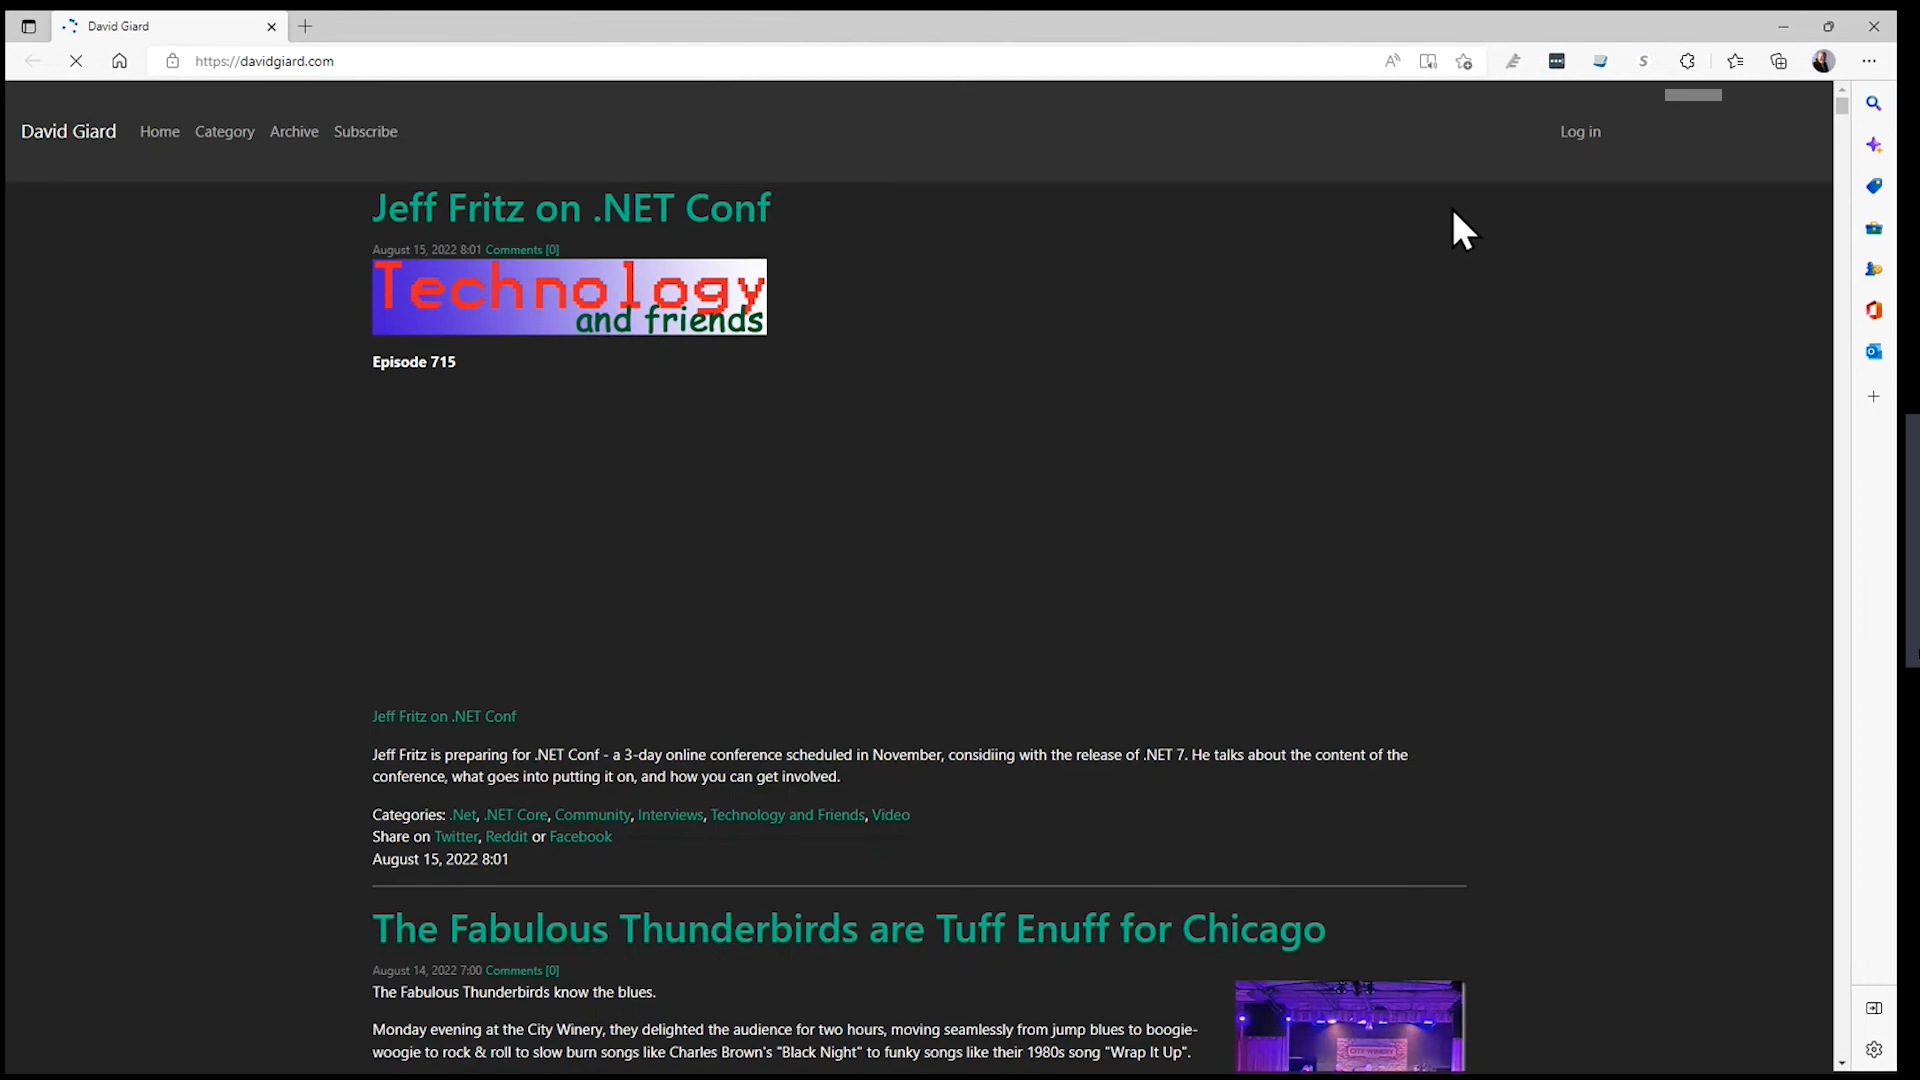 David Giard
https://davidgiard.com
David Giard Home Category Archive Subscribe Log in
Jeff Fritz on .NET Conf
August 15, 2022 8:01 Comments [0]
Technology
and friends
Episode 715
Jeff Fritz on .NET Conf
Jeff Fritz is preparing for .NET Conf - a 3-day online conference scheduled in November, considiing with the release of .NET 7. He talks about the content of the
conference, what goes into putting it on, and how you can get involved.
Categories: .Net, .NET Core, Community, Interviews, Technology and Friends, Video
Share on Twitter, Reddit or Facebook
August 15, 2022 8:01
The Fabulous Thunderbirds are Tuff Enuff for Chicago
August 14, 2022 7:00 Comments [0]
The Fabulous Thunderbirds know the blues.
Monday evening at the City Winery, they delighted the audience for two hours, moving seamlessly from jump blues to boogie-
woogie to rock & roll to slow burn songs like Charles Brown's "Black Night" to funky songs like their 1980s song "Wrap It Up".
CITY WINERY